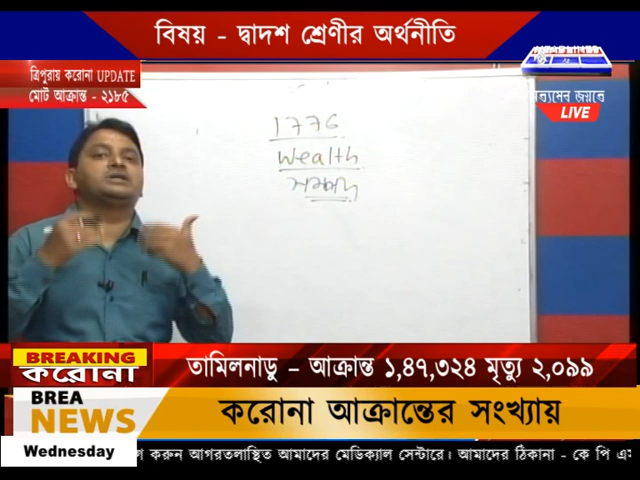 বিষয় - দ্বাদশ শ্রেণীর অর্থনীতি
HEADLINES
ত্রিপুরায় করোনা UPDATE
মোট আক্রান্ত - ২১৮৫
LIVE
1776
Wealth
সম্পদ
BREAKING
করোনা
তামিলনাডু – আক্রান্ত ১,৪৭,৩২৪ মৃত্যু ২,০৯৯
BREA
NEWS
করোনা আক্রান্তের সংখ্যায়
Wednesday
গ করুন আগরতলাস্থিত আমাদের মেডিক্যাল সেন্টারে। আমাদের ঠিকানা - কে পি এ